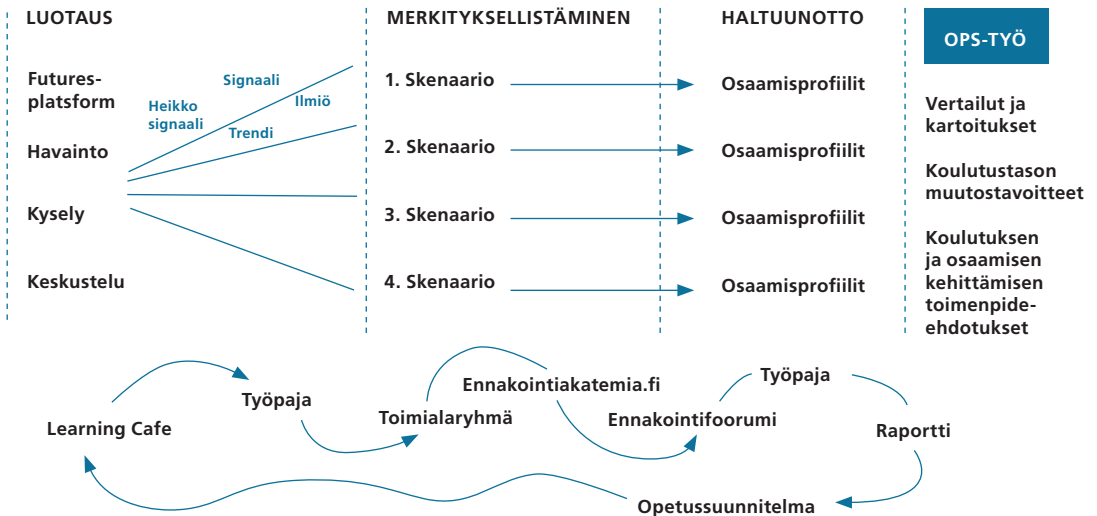 LUOTAUS
Futures-
platsform
Havainto
Kysely
Keskustelu
Signaali
Ilmiö
Heikko
signaali
Trendi
MERKITYKSELLISTÄMINEN
1. Skenaario
2. Skenaario
3. Skenaario
4. Skenaario
HALTUUNOTTO
Osaamisprofiilit
Osaamisprofiilit
Osaamisprofiilit
Osaamisprofiilit
OPS-TYÖ
Vertailut ja
kartoitukset
Koulutustason
muutostavoitteet
Koulutuksen
ja osaamisen
kehittämisen
toimenpide-
ehdotukset
Learning Cafe
Työpaja
Toimialaryhmä
Ennakointiakatemia.fi
Ennakointifoorumi
Työpaja
Raportti
Opetussuunnitelma